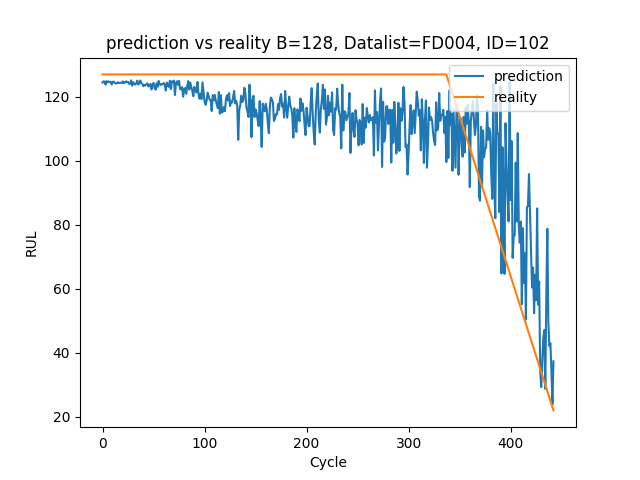 prediction vs reality B=128, Datalist=FD004, ID=102
prediction
reality
120
100
80
60
40
20
RUL
0
100
200
300
400
Cycle